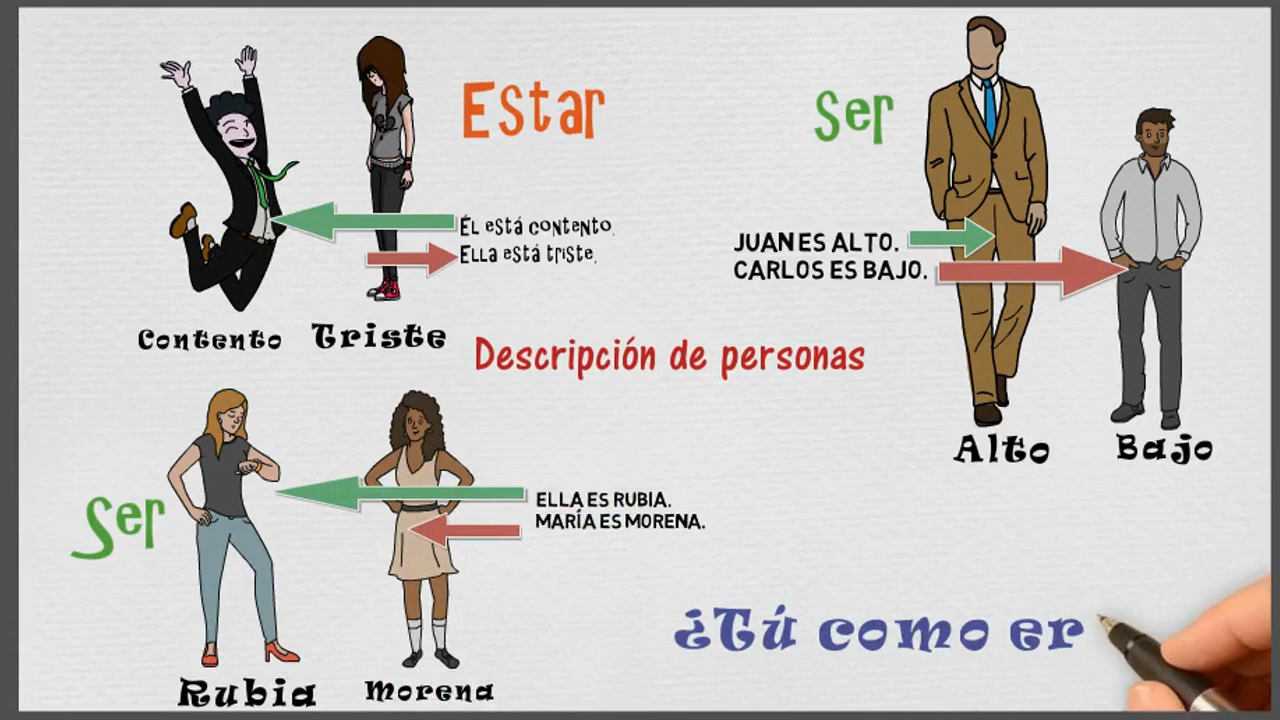 Estar
Él está contento.
Ella está triste.
Contento
Triste
Ser
JUAN ES ALTO.
CARLOS ES BAJO.
Alto
Bajo
Descripción de personas
Ser
ELLA ES RUBIA.
MARÍA ES MORENA.
Rubia
Morena
¿Tú como er